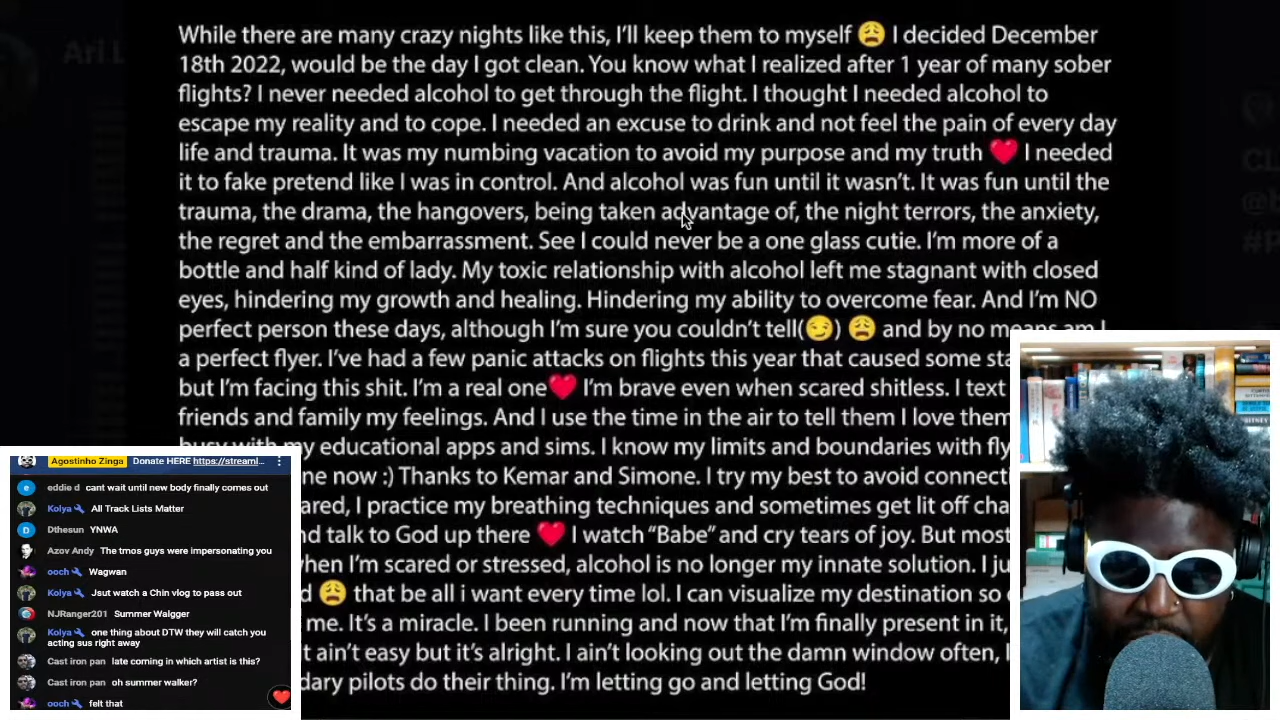 While there are many crazy nights like this, I'll keep them to myself 😩 I decided December
18th 2022, would be the day I got clean. You know what I realized after 1 year of many sober
flights? I never needed alcohol to get through the flight. I thought I needed alcohol to
escape my reality and to cope. I needed an excuse to drink and not feel the pain of every day
life and trauma. It was my numbing vacation to avoid my purpose and my truth ❤️ I needed
it to fake pretend like I was in control. And alcohol was fun until it wasn't. It was fun until the
trauma, the drama, the hangovers, being taken advantage of, the night terrors, the anxiety,
the regret and the embarrassment. See I could never be a one glass cutie. I'm more of a
bottle and half kind of lady. My toxic relationship with alcohol left me stagnant with closed
eyes, hindering my growth and healing. Hindering my ability to overcome fear. And I'm NO
perfect person these days, although I'm sure you couldn't tell(😏) 😩 and by no means am I
a perfect flyer. I've had a few panic attacks on flights this year that caused some
but I'm facing this shit. I'm a real one❤️ I'm brave even when scared shitless. I text
friends and family my feelings. And I use the time in the air to tell them I love them
busy with my educational apps and sims. I know my limits and boundaries with
now :) Thanks to Kemar and Simone. I try my best to avoid
I practice my breathing techniques and sometimes get lit off
talk to God up there ❤️ I watch "Babe" and cry tears of joy. But most
when I'm scared or stressed, alcohol is no longer my innate solution. I
😩 that be all i want every time lol. I can visualize my destination so
me. It's a miracle. I been running and now that I'm finally present in it,
ain't easy but it's alright. I ain't looking out the damn window often,
pilots do their thing. I'm letting go and letting God!
Ari
Agostinho Zinga Donate HERE https://streaml...
eddie d cant wait until new body finally comes out
Kolya All Track Lists Matter
Dthesun YNWA
Azov Andy The tmos guys were impersonating you
ooch Wagwan
Kolya Jsut watch a Chin vlog to pass out
NJRanger201 Summer Walgger
Kolya one thing about DTW they will catch you
acting sus right away
Cast iron pan late coming in which artist is this?
Cast iron pan oh summer walker?
ooch felt that